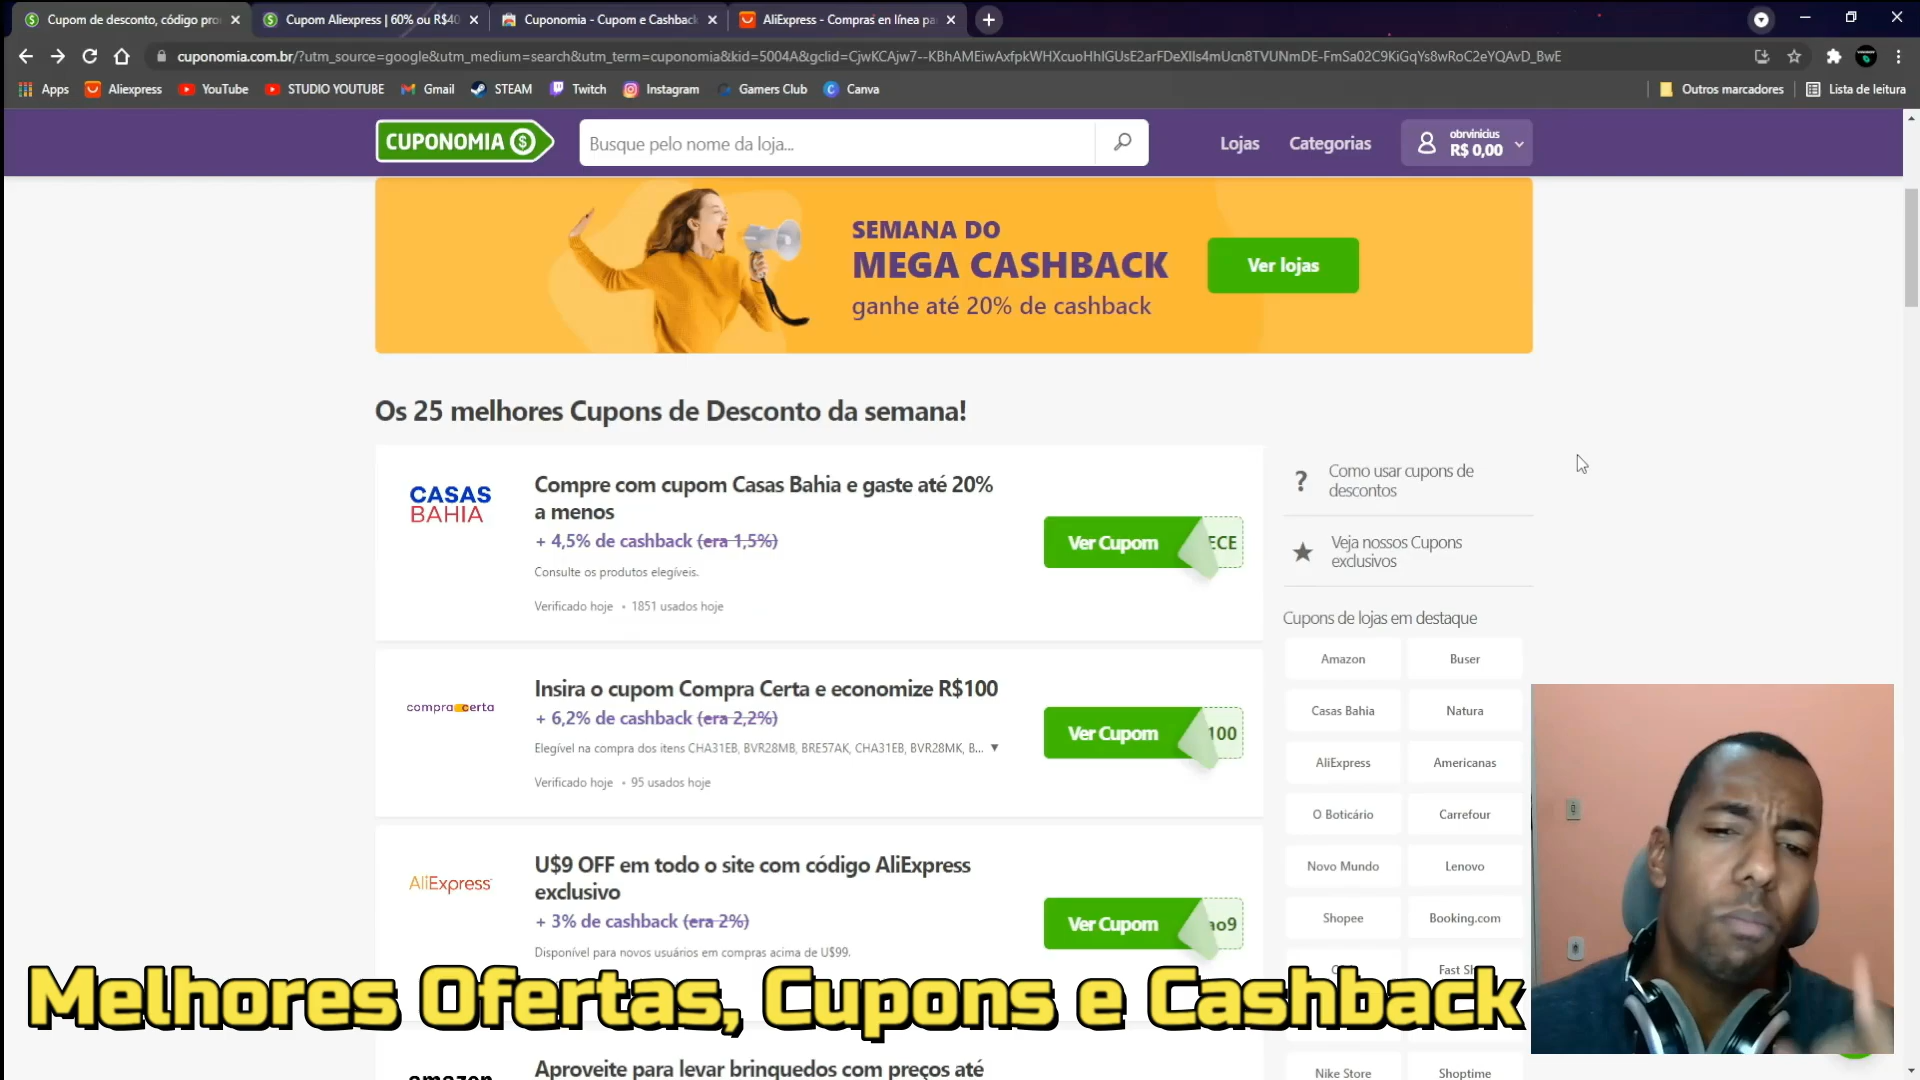 Cupom de desconto, código pro
Cupom Aliexpress | 60% ou R$40
Cuponomia - Cupom e Cashback
AliExpress - Compras en línea pa
cuponomia.com.br/?utm_source=google&utm_medium=search&utm_term=cuponomia&kid=5004A&gclid=CjwKCAjw7--KBhAMEiwAxfpkWHXcuoHhIGUsE2arFDeXIIs4mUcn8TVUNmDE-FmSa02C9KiGqYs8wRoC2eYQAvD_BwE
Apps Aliexpress YouTube STUDIO YOUTUBE Gmail STEAM Twitch Instagram Gamers Club Canva Outros marcadores Lista de leitura
CUPONOMIA $
Busque pelo nome da loja...
Lojas
Categorias
obrvinicius
R$ 0,00
SEMANA DO
MEGA CASHBACK
ganhe até 20% de cashback
Ver lojas
Os 25 melhores Cupons de Desconto da semana!
CASAS
BAHIA
Compre com cupom Casas Bahia e gaste até 20%
a menos
+ 4,5% de cashback (era 1,5%)
Consulte os produtos elegíveis.
Verificado hoje • 1851 usados hoje
Ver Cupom
ECE
compracerta
Insira o cupom Compra Certa e economize R$100
+ 6,2% de cashback (era 2,2%)
Elegível na compra dos itens CHA31EB, BVR28MB, BRE57AK, CHA31EB, BVR28MK, B... ▼
Verificado hoje • 95 usados hoje
Ver Cupom
100
AliExpress
U$9 OFF em todo o site com código AliExpress
exclusivo
+ 3% de cashback (era 2%)
Disponível para novos usuários em compras acima de U$99.
Ver Cupom
ao9
Aproveite para levar brinquedos com preços até
? Como usar cupons de
descontos
Veja nossos Cupons
exclusivos
Cupons de lojas em destaque
Amazon Buser
Casas Bahia Natura
AliExpress Americanas
O Boticário Carrefour
Novo Mundo Lenovo
Shopee Booking.com
Fast Sh
Nike Store Shoptime
Melhores Ofertas, Cupons e Cashback